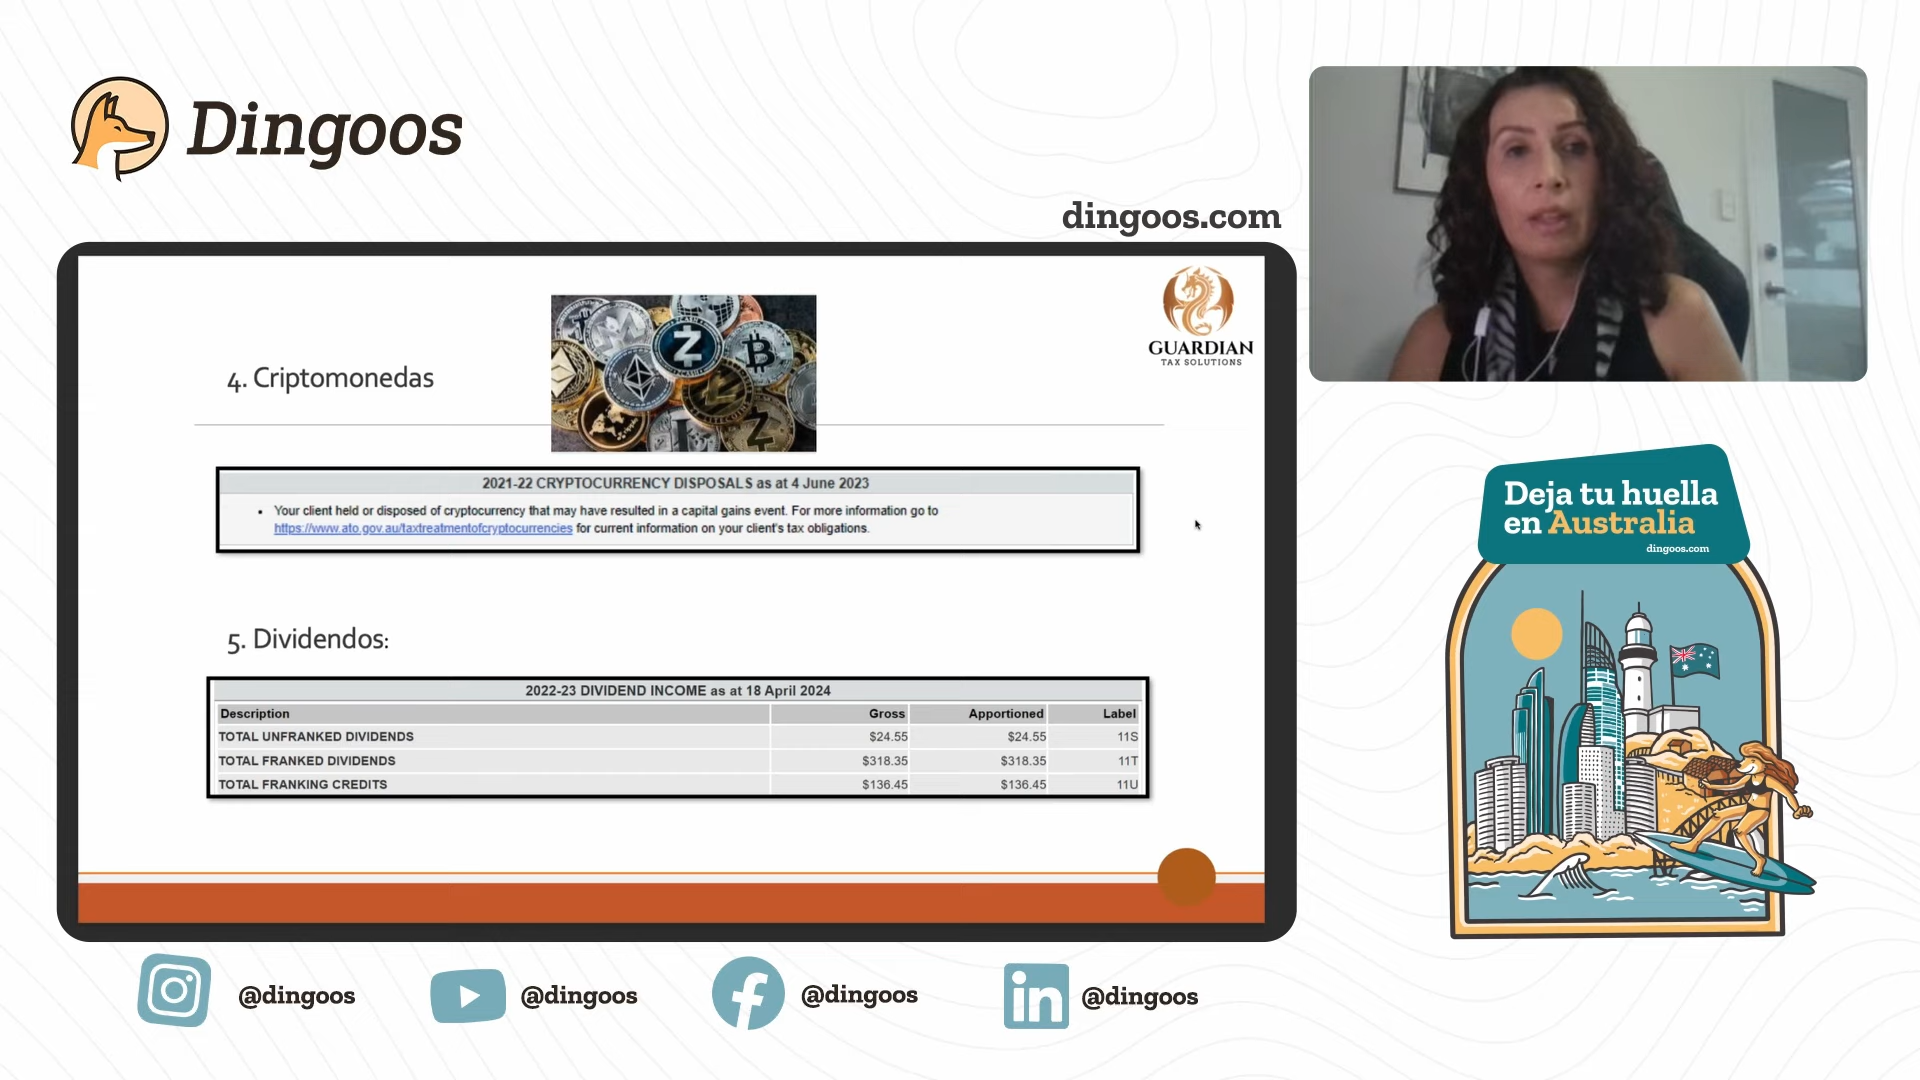 Dingoos
dingoos.com
GUARDIAN
TAX SOLUTIONS
4. Criptomonedas
2021-22 CRYPTOCURRENCY DISPOSALS as at 4 June 2023
• Your client held or disposed of cryptocurrency that may have resulted in a capital gains event. For more information go to
https://www.ato.gov.au/taxtreatmentofcryptocurrencies for current information on your client's tax obligations.
5. Dividendos:
2022-23 DIVIDEND INCOME as at 18 April 2024
Description Gross Apportioned Label
TOTAL UNFRANKED DIVIDENDS $24.55 $24.55 11S
TOTAL FRANKED DIVIDENDS $318.35 $318.35 11T
TOTAL FRANKING CREDITS $136.45 $136.45 11U
Deja tu huella
en Australia
dingoos.com
@dingoos @dingoos @dingoos @dingoos